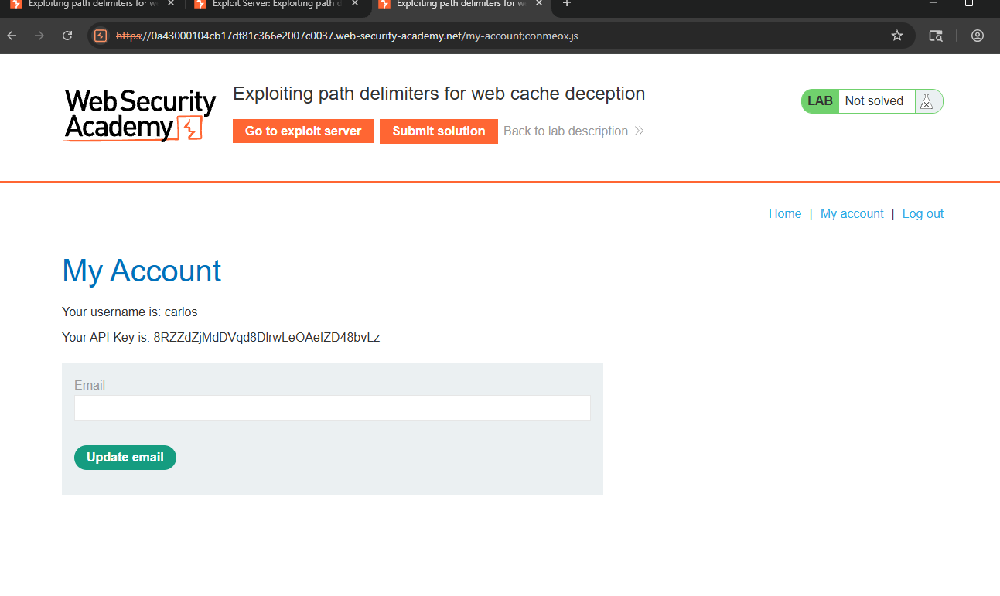 Exploiting path delimiters for w
Exploit Server: Exploiting path d
Exploiting path delimiters for w
https://0a43000104cb17df81c366e2007c0037.web-security-academy.net/my-account;conmeox.js
WebSecurity
Academy
Exploiting path delimiters for web cache deception
LAB Not solved
Go to exploit server
Submit solution
Back to lab description
Home | My account | Log out
My Account
Your username is: carlos
Your API Key is: 8RZZdZjMdDVqd8DlrwLeOAeIZD48bvLz
Email
Update email